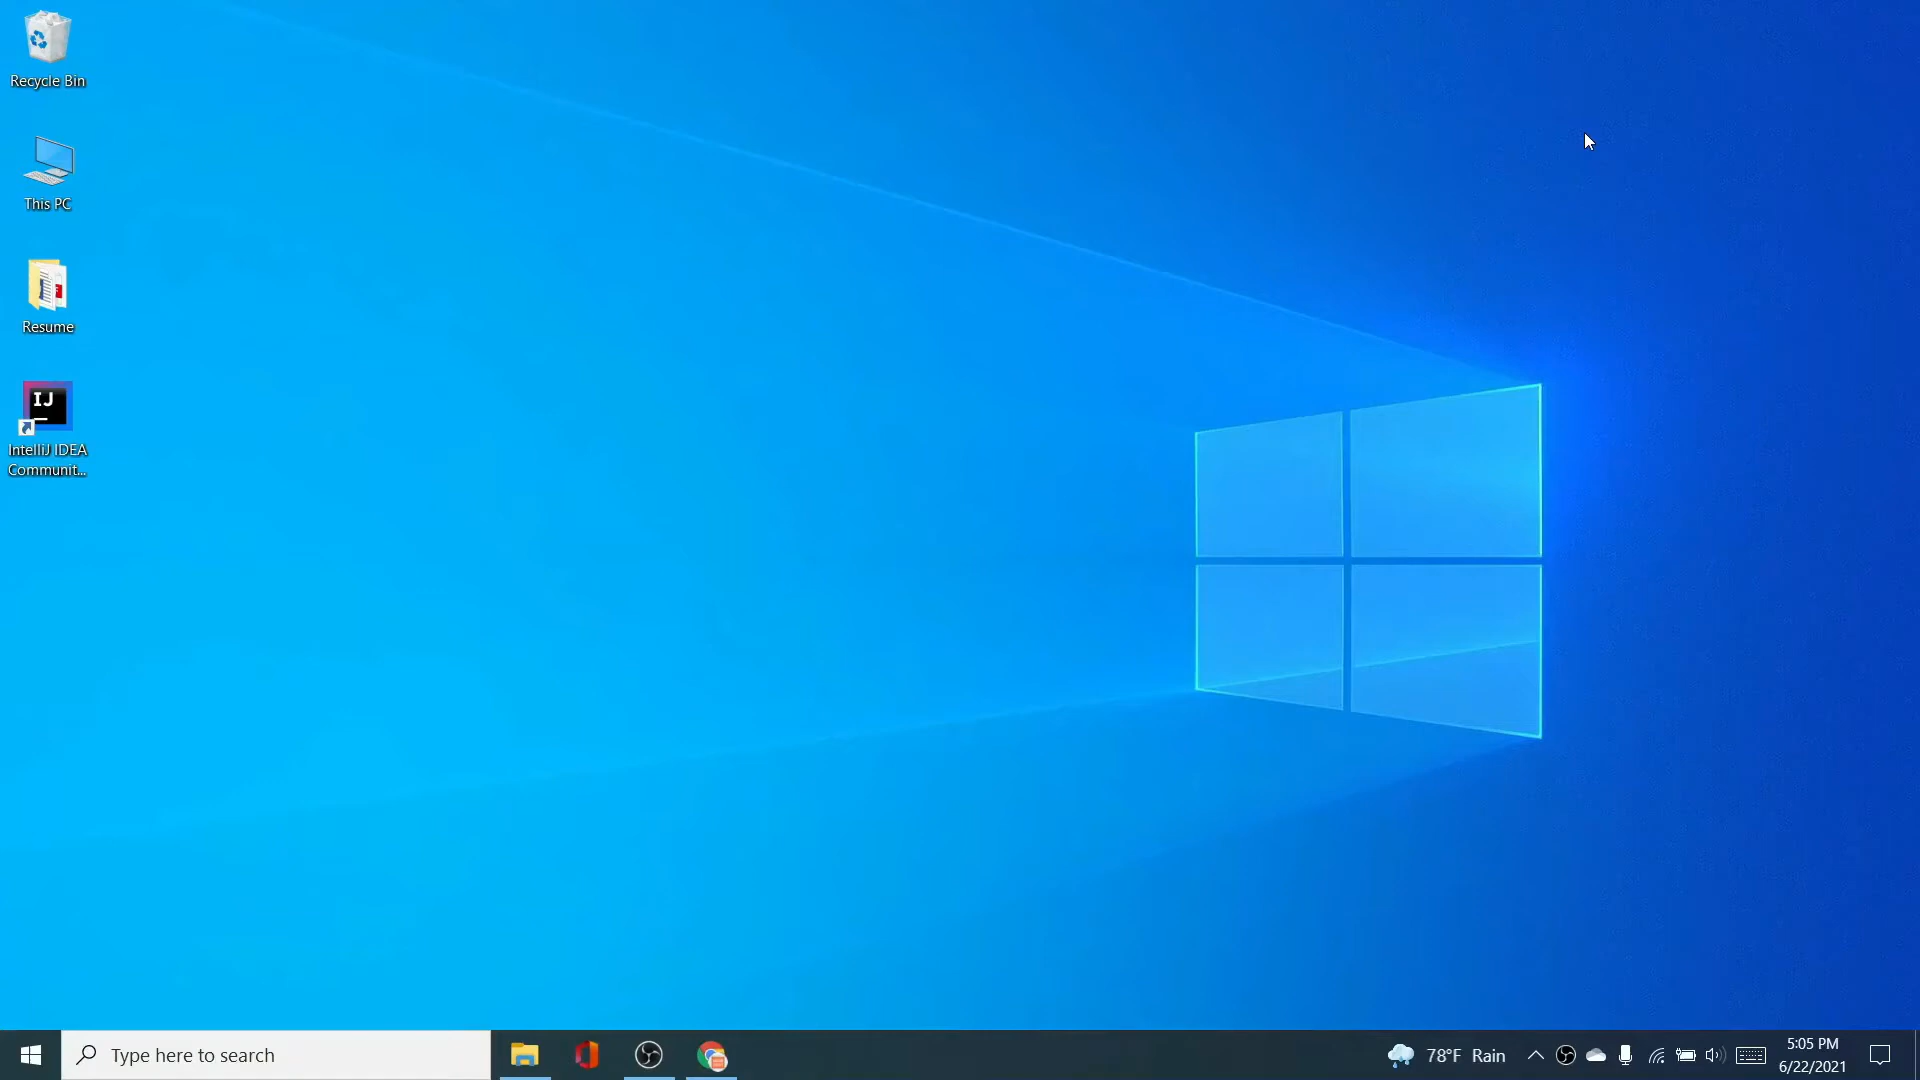 Recycle Bin
This PC
Resume
IJ
IntelliJ IDEA
Communit...
Type here to search
78°F Rain
5:05 PM
6/22/2021